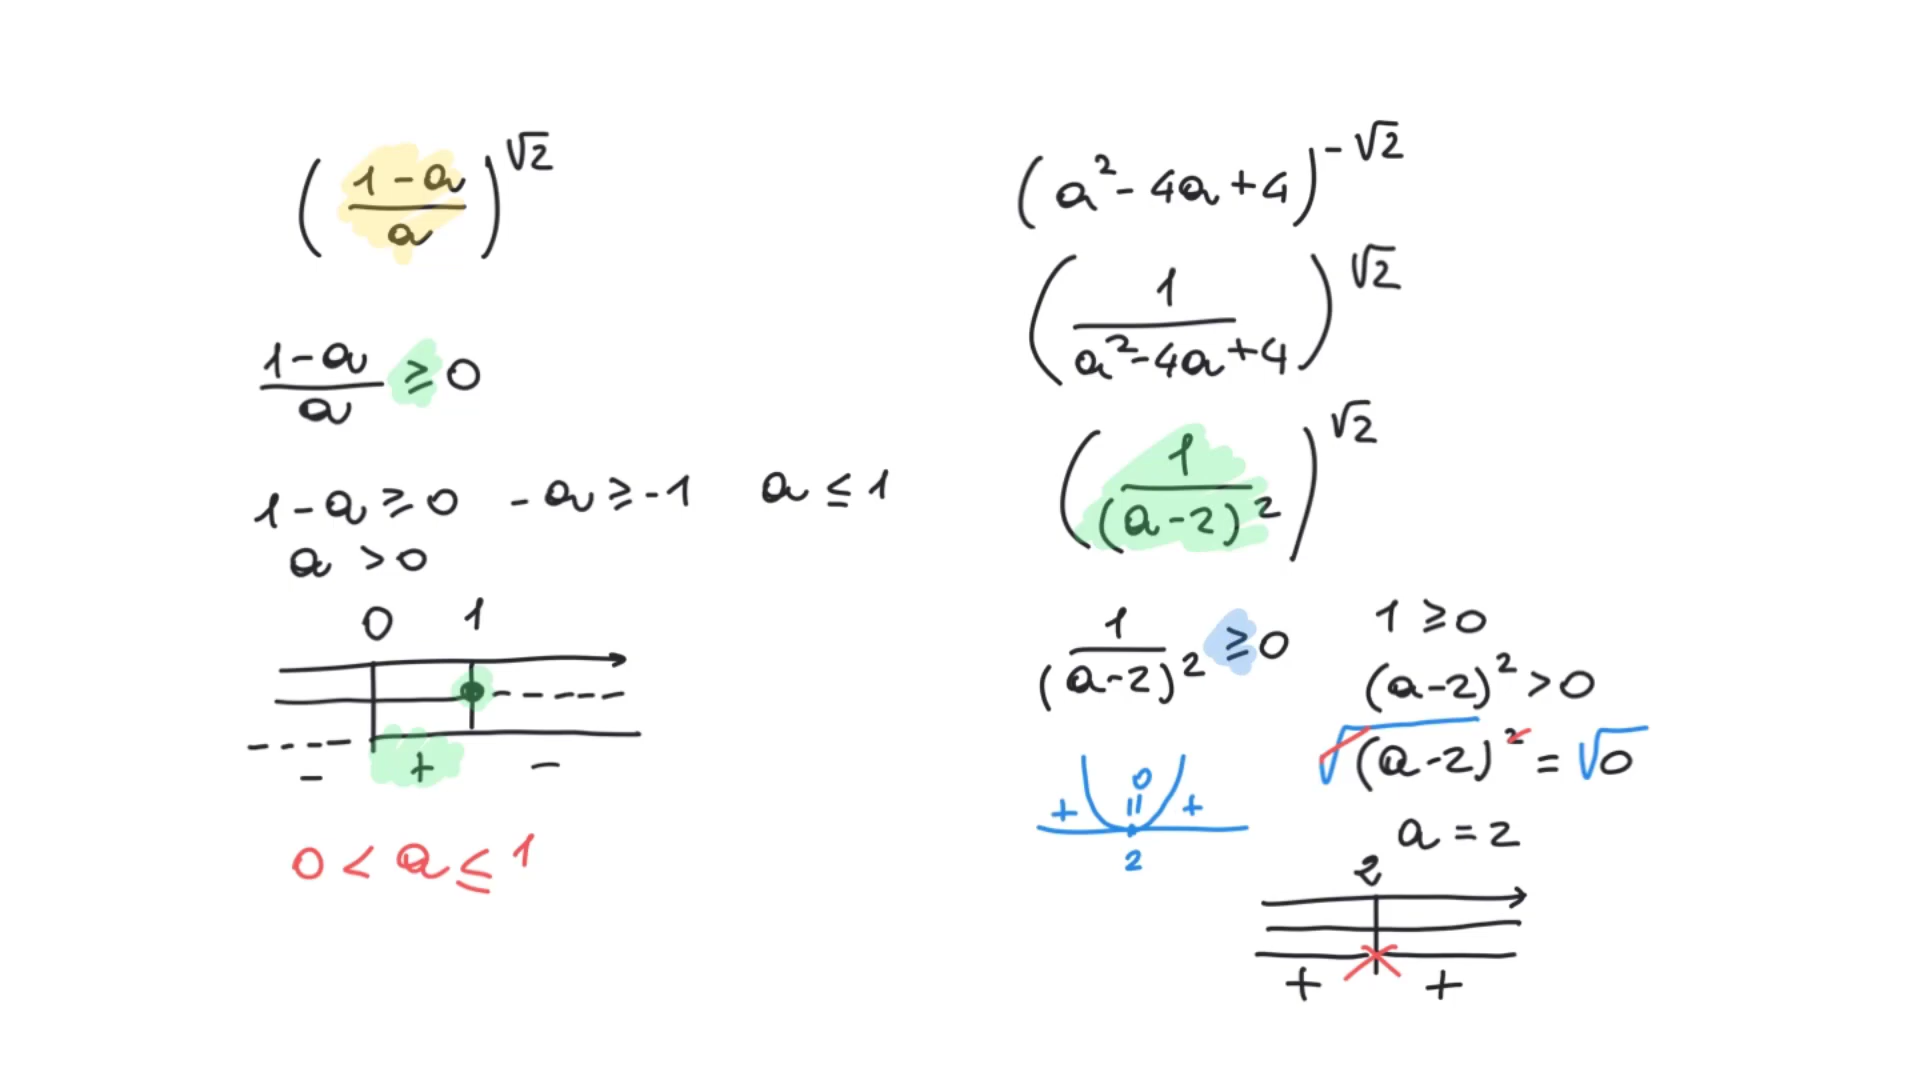 ((1-a)/a)^√2
(1-a)/a ≥ 0
1-a ≥ 0   -a ≥ -1   a ≤ 1
a > 0
0   1
-   +   -
0 < a ≤ 1
(a²-4a+4)^-√2
(1/(a²-4a+4))^√2
(1/(a-2)²)^√2
1/(a-2)² ≥ 0
1 ≥ 0
(a-2)² > 0
√(a-2)² = √0
+ 0 +
=
2
a = 2
2
+   +